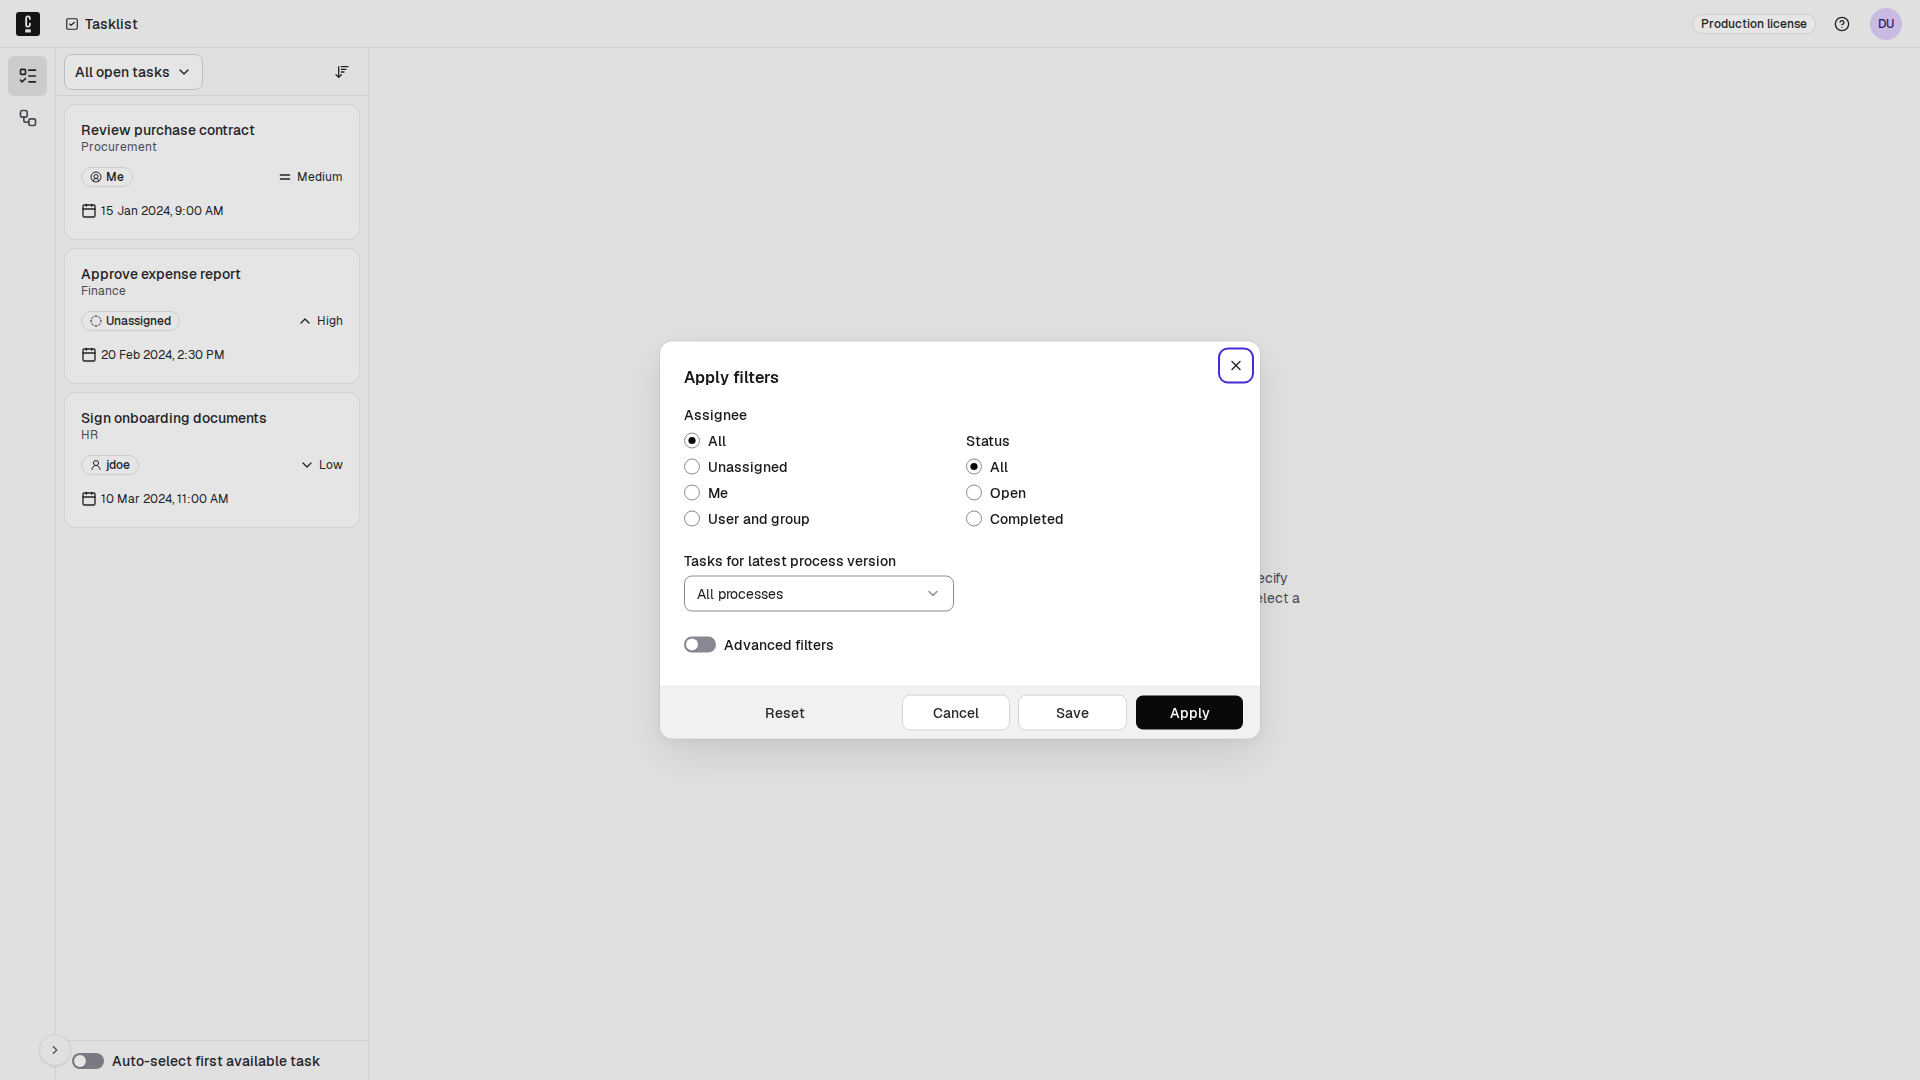 Tasklist
Production license
DU
All open tasks
Review purchase contract
Procurement
Me
Medium
15 Jan 2024, 9:00 AM
Approve expense report
Finance
Unassigned
High
20 Feb 2024, 2:30 PM
Sign onboarding documents
HR
jdoe
Low
10 Mar 2024, 11:00 AM
Auto-select first available task
Apply filters
Assignee
All
Unassigned
Me
User and group
Status
All
Open
Completed
Tasks for latest process version
All processes
Advanced filters
Reset
Cancel
Save
Apply
ecify
elect a